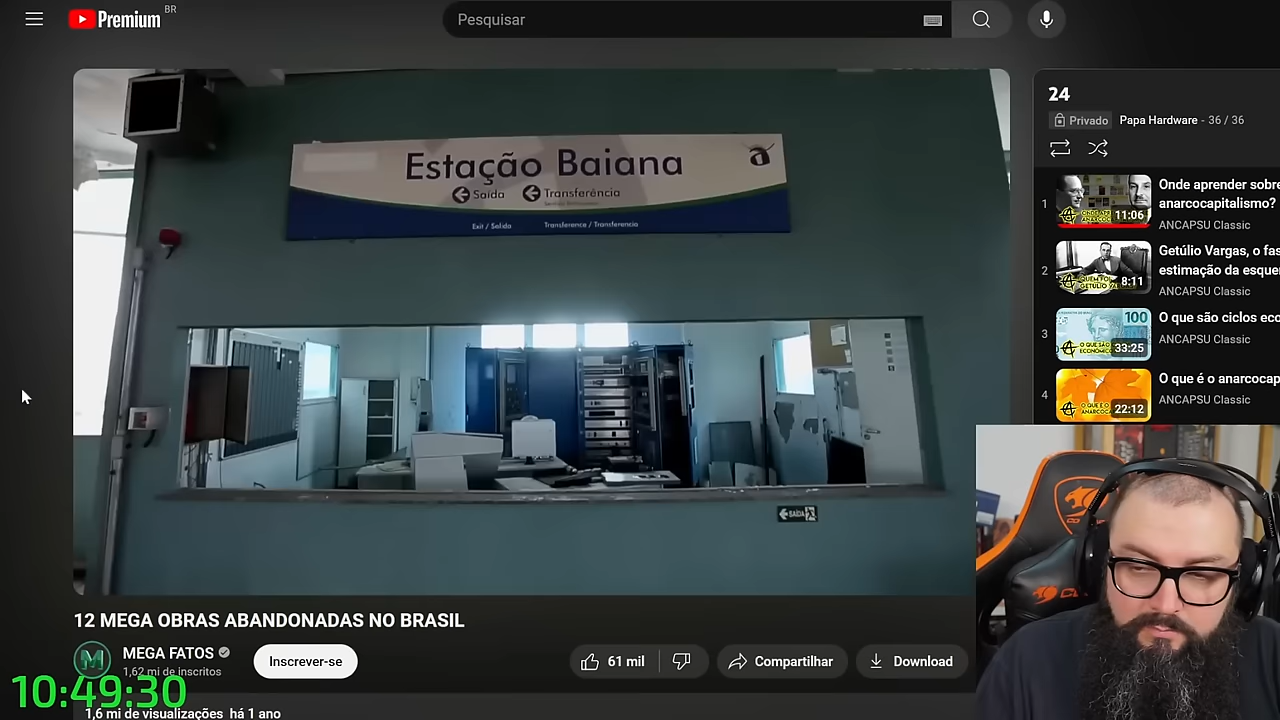 Premium BR
Pesquisar
Estação Baiana
Saída Transferência
Exit / Salida Transference / Transferencia
SAÍDA
12 MEGA OBRAS ABANDONADAS NO BRASIL
MEGA FATOS
1,62 mi de inscritos
Inscrever-se
61 mil
Compartilhar
Download
10:49:30
1,6 mi de visualizações há 1 ano
24
Privado Papa Hardware - 36 / 36
1
11:06
Onde aprender sobre
anarcocapitalismo?
ANCAPSU Classic
2
8:11
Getúlio Vargas, o fas
estimação da esque
ANCAPSU Classic
3
100
33:25
O que são ciclos eco
ANCAPSU Classic
4
22:12
O que é o anarcocap
ANCAPSU Classic